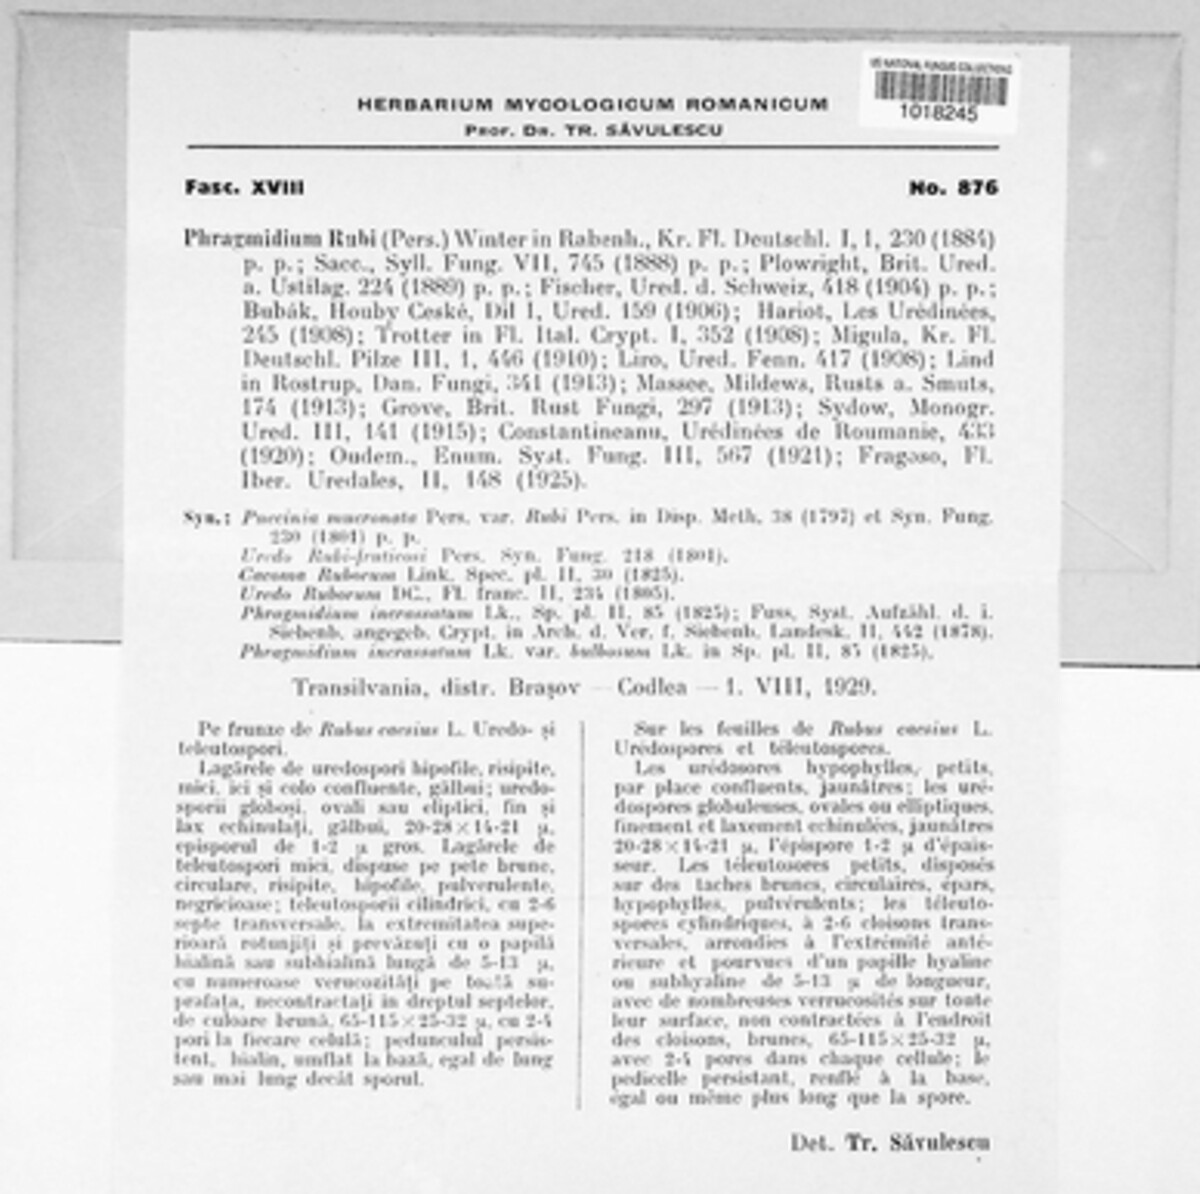 US NATIONAL FUNGUS COLLECTIONS
1018245
HERBARIUM MYCOLOGICUM ROMANICUM
PROF. DR. TR. SĂVULESCU
Fasc. XVIII
No. 876
Phragmidium Rubi (Pers.) Winter in Rabenh., Kr. Fl. Deutschl. I, 1, 230 (1884)
p. p.; Sacc., Syll. Fung. VII, 745 (1888) p. p.; Plowright, Brit. Ured.
a. Ustilag. 224 (1889) p. p.; Fischer, Ured. d. Schweiz, 418 (1904) p. p.;
Bubák, Houby Ceské, Dil 1, Ured. 159 (1906); Hariot, Les Urédinées,
245 (1908); Trotter in Fl. Ital. Crypt. I, 352 (1908); Migula, Kr. Fl.
Deutschl. Pilze III, 1, 446 (1910); Liro, Ured. Fenn. 417 (1908); Lind
in Rostrup, Dan. Fungi, 341 (1913); Massee, Mildews, Rusts a. Smuts,
174 (1913); Grove, Brit. Rust Fungi, 297 (1913); Sydow, Monogr.
Ured. III, 141 (1915); Constantineanu, Urédinées de Roumanie, 433
(1920); Oudem., Enum. Syst. Fung. III, 567 (1921); Fragoso, Fl.
Iber. Uredales, II, 148 (1925).
Syn.: Puccinia mucronata Pers. var. Rubi Pers. in Disp. Meth. 38 (1797) et Syn. Fung.
230 (1801) p. p.
Uredo Rubi-fruticosi Pers. Syn. Fung. 218 (1801).
Caeoma Ruborum Link. Spec. pl. II, 30 (1825).
Uredo Ruborum DC., Fl. franc. II, 234 (1805).
Phragmidium incrassatum Lk., Sp. pl. II, 85 (1825); Fuss, Syst. Aufzähl. d. i.
Siebenb. angegeb. Crypt. in Arch. d. Ver. f. Siebenb. Landesk. II, 442 (1878).
Phragmidium incrassatum Lk. var. bulbosum Lk. in Sp. pl. II, 85 (1825).
Transilvania, distr. Brașov — Codlea — 1. VIII, 1929.
Pe frunze de Rubus caesius L. Uredo- și
teleutospori.
Lagărele de uredospori hipofile, risipite,
mici, ici și colo confluente, gălbui; uredo-
sporii globoși, ovali sau eliptici, fin și
lax echinulați, gălbui, 20-28×14-21 μ,
episporul de 1-2 μ gros. Lagărele de
teleutospori mici, dispuse pe pete brune,
circulare, risipite, hipofile, pulverulente,
negricioase; teleutosporii cilindrici, cu 2-6
septe transversale, la extremitatea supe-
rioară rotunjiți și prevăzuți cu o papilă
hialină sau subhialină lungă de 5-13 μ,
cu numeroase verucozități pe toată su-
prafața, necontractați in dreptul septelor,
de culoare brună, 65-115×25-32 μ, cu 2-4
pori la fiecare celulă; pedunculul persis-
tent, hialin, umflat la bază, egal de lung
sau mai lung decât sporul.
Sur les feuilles de Rubus caesius L.
Urédospores et téleutospores.
Les urédosores hypophylles, petits,
par place confluents, jaunâtres; les uré-
dospores globuleuses, ovales ou elliptiques,
finement et laxement echinulées, jaunâtres
20-28×14-21 μ, l'épispore 1-2 μ d'épais-
seur. Les téleutosores petits, disposés
sur des taches brunes, circulaires, épars,
hypophylles, pulvérulents; les téleuto-
spores cylindriques, à 2-6 cloisons trans-
versales, arrondies à l'extrémité anté-
rieure et pourvues d'un papille hyaline
ou subhyaline de 5-13 μ de longueur,
avec de nombreuses verrucosités sur toute
leur surface, non contractées à l'endroit
des cloisons, brunes, 65-115×25-32 μ,
avec 2-4 pores dans chaque cellule; le
pedicelle persistant, renflé à la base,
égal ou même plus long que la spore.
Det. Tr. Săvulescu